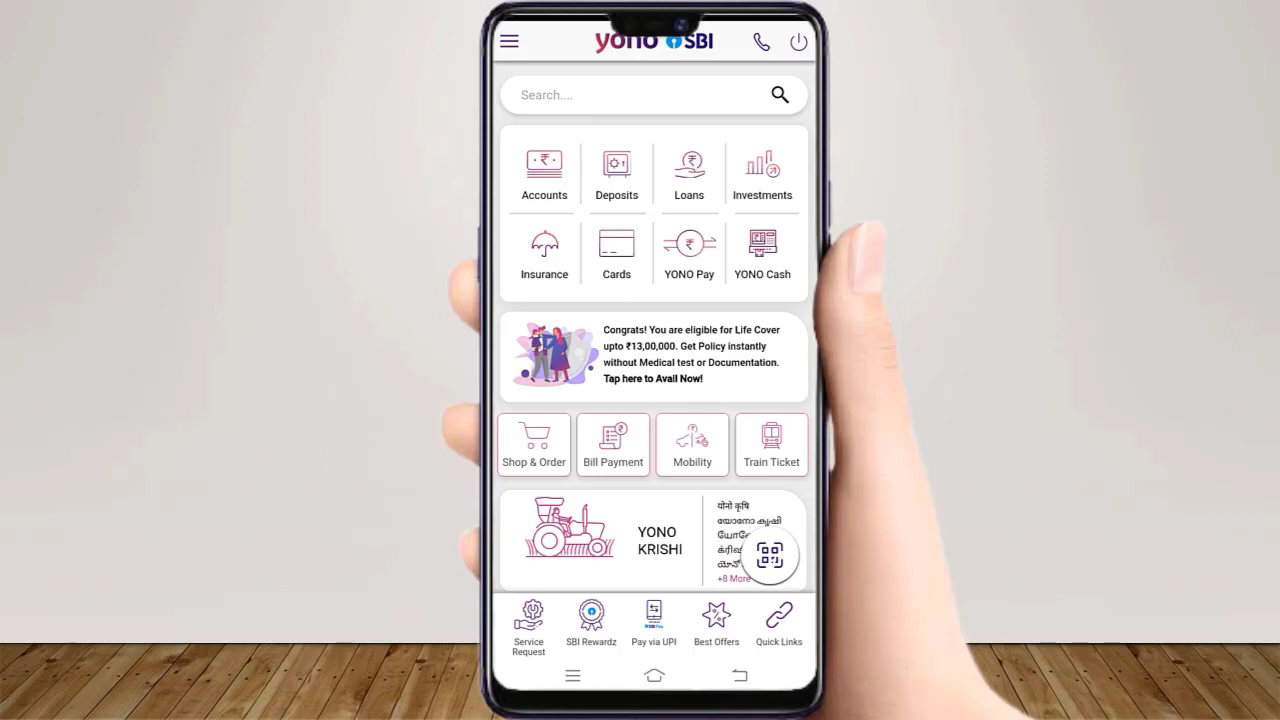 yono SBI
Search....
Accounts
Deposits
Loans
Investments
Insurance
Cards
YONO Pay
YONO Cash
Congrats! You are eligible for Life Cover
upto ₹13,00,000. Get Policy instantly
without Medical test or Documentation.
Tap here to Avail Now!
Shop & Order
Bill Payment
Mobility
Train Ticket
YONO
KRISHI
योनो कृषि
യോനോ കൃഷി
+8 More
Service
Request
SBI Rewardz
Pay via UPI
Best Offers
Quick Links